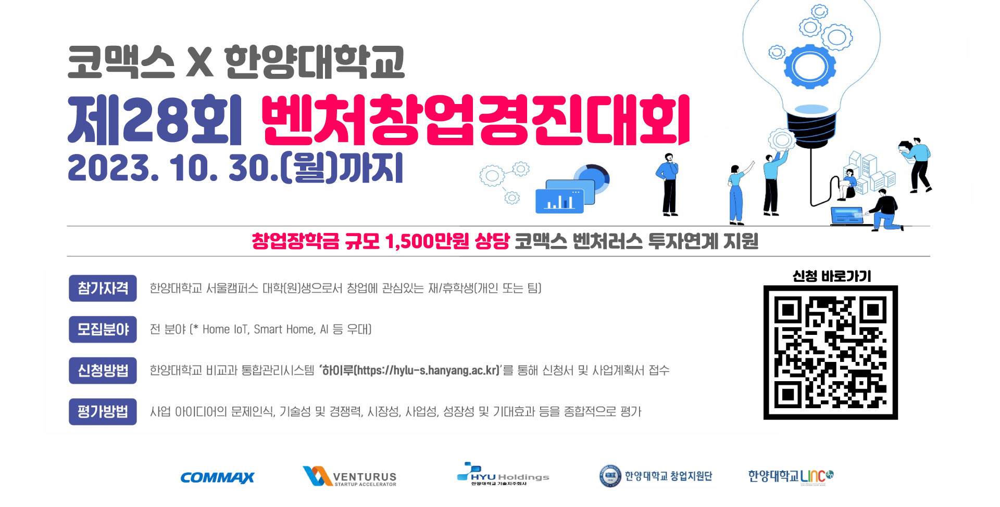 코맥스 X 한양대학교
제28회 벤처창업경진대회
2023. 10. 30.(월)까지
창업장학금 규모 1,500만원 상당 코맥스 벤처러스 투자연계 지원
참가자격 한양대학교 서울캠퍼스 대학(원)생으로서 창업에 관심있는 재/휴학생(개인 또는 팀)
모집분야 전 분야 (* Home IoT, Smart Home, AI 등 우대)
신청방법 한양대학교 비교과 통합관리시스템 ‘하이루(https://hylu-s.hanyang.ac.kr)’를 통해 신청서 및 사업계획서 접수
평가방법 사업 아이디어의 문제인식, 기술성 및 경쟁력, 시장성, 사업성, 성장성 및 기대효과 등을 종합적으로 평가
신청 바로가기
COMMAX
VENTURUS
STARTUP ACCELERATOR
HYU Holdings
한양대학교 기술지주회사
한양대학교 창업지원단
한양대학교 LINC 3.0